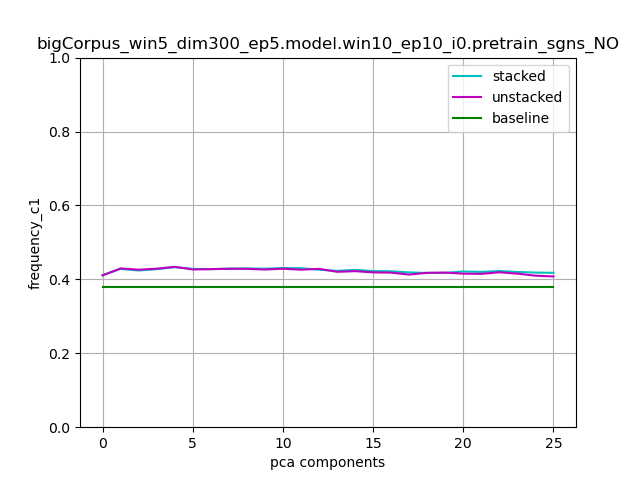 bigCorpus_win5_dim300_ep5.model.win10_ep10_i0.pretrain_sgns_NO
1.0
0.8
0.6
0.4
0.2
0.0
frequency_c1
stacked
unstacked
baseline
0 5 10 15 20 25
pca components